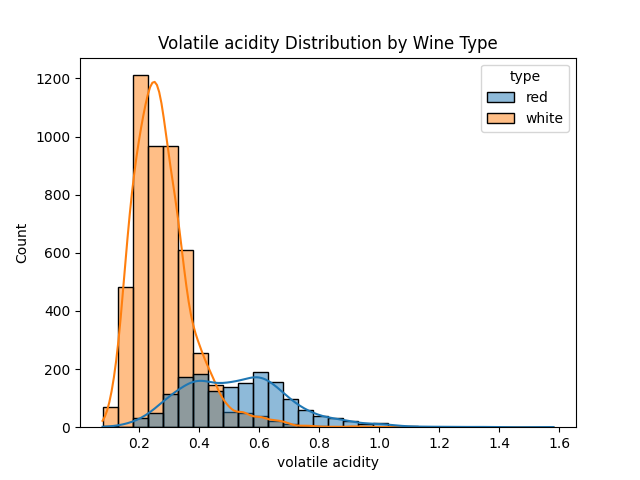 Volatile acidity Distribution by Wine Type
type
red
white
1200
1000
800
600
400
200
0
Count
0.2 0.4 0.6 0.8 1.0 1.2 1.4 1.6
volatile acidity